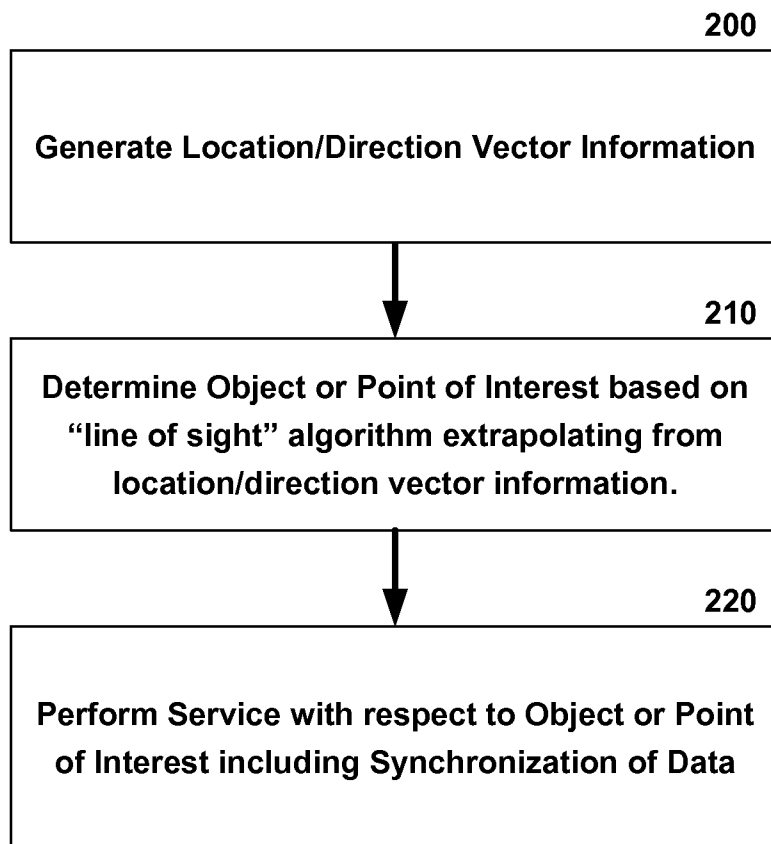 200
Generate Location/Direction Vector Information
210
Determine Object or Point of Interest based on
“line of sight” algorithm extrapolating from
location/direction vector information.
220
Perform Service with respect to Object or Point
of Interest including Synchronization of Data